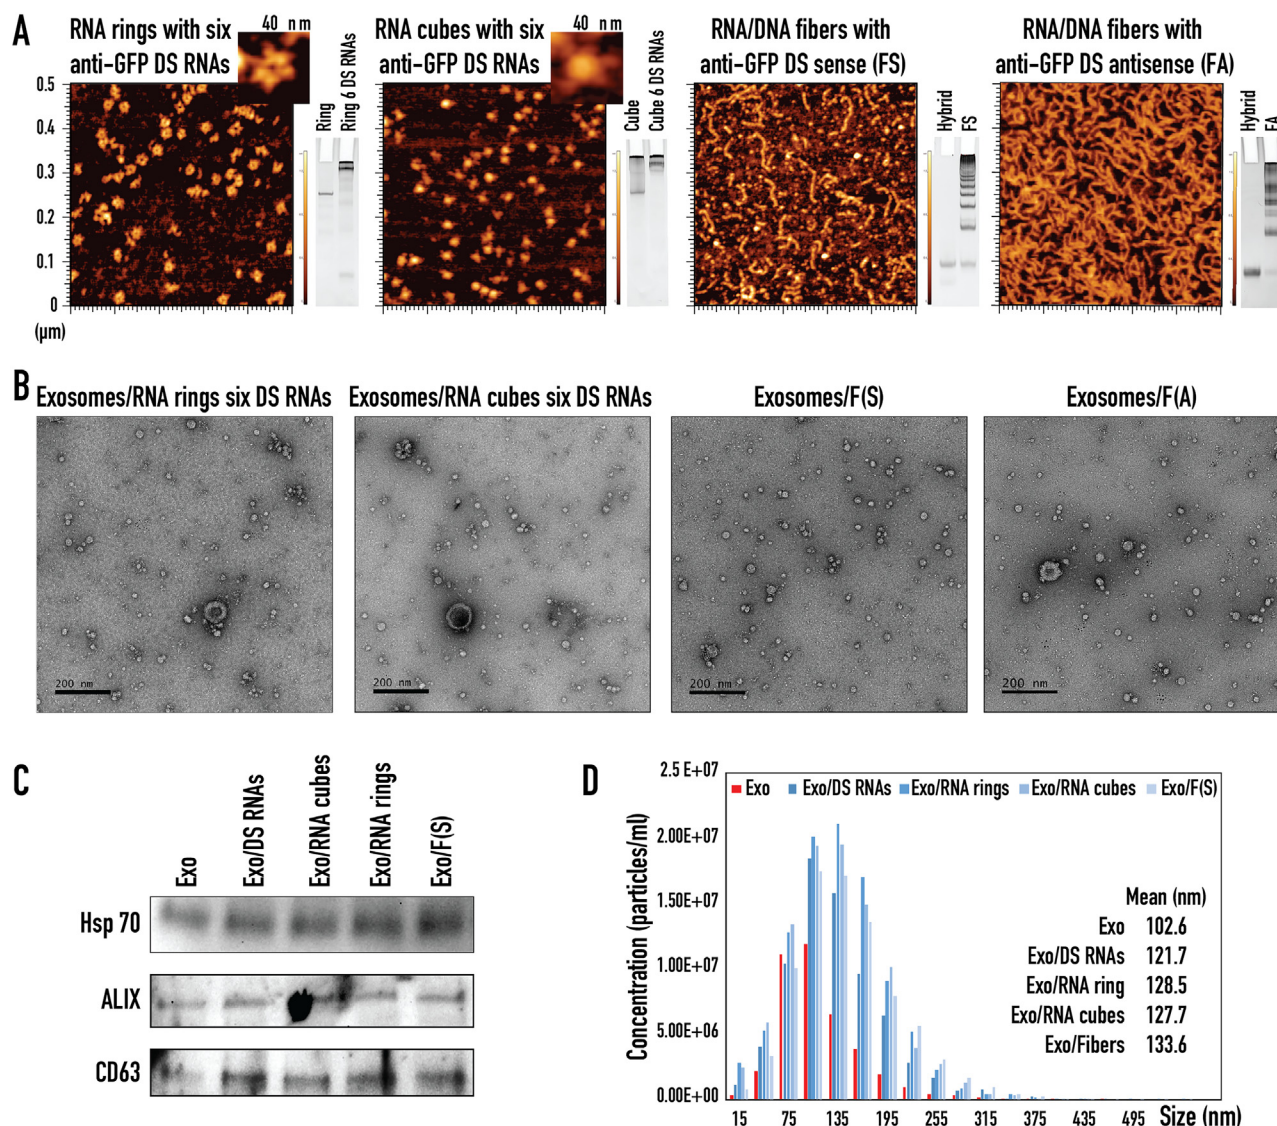 A
RNA rings with six
anti-GFP DS RNAs
40 nm
Ring
Ring 6 DS RNAs
RNA cubes with six
anti-GFP DS RNAs
40 nm
Cube
Cube 6 DS RNAs
RNA/DNA fibers with
anti-GFP DS sense (FS)
Hybrid
FS
RNA/DNA fibers with
anti-GFP DS antisense (FA)
Hybrid
FA
0.5
0.4
0.3
0.2
0.1
0
(µm)
B
Exosomes/RNA rings six DS RNAs
Exosomes/RNA cubes six DS RNAs
Exosomes/F(S)
Exosomes/F(A)
200 nm
200 nm
200 nm
200 nm
C
Exo
Exo/DS RNAs
Exo/RNA cubes
Exo/RNA rings
Exo/F(S)
Hsp 70
ALIX
CD63
D
Concentration (particles/ml)
2.5 E+07
2.00E+07
1.50E+07
1.00E+07
5.00E+06
0.00E+00
Exo Exo/DS RNAs Exo/RNA rings Exo/RNA cubes Exo/F(S)
Mean (nm)
Exo 102.6
Exo/DS RNAs 121.7
Exo/RNA ring 128.5
Exo/RNA cubes 127.7
Exo/Fibers 133.6
15 75 135 195 255 315 375 435 495 Size (nm)